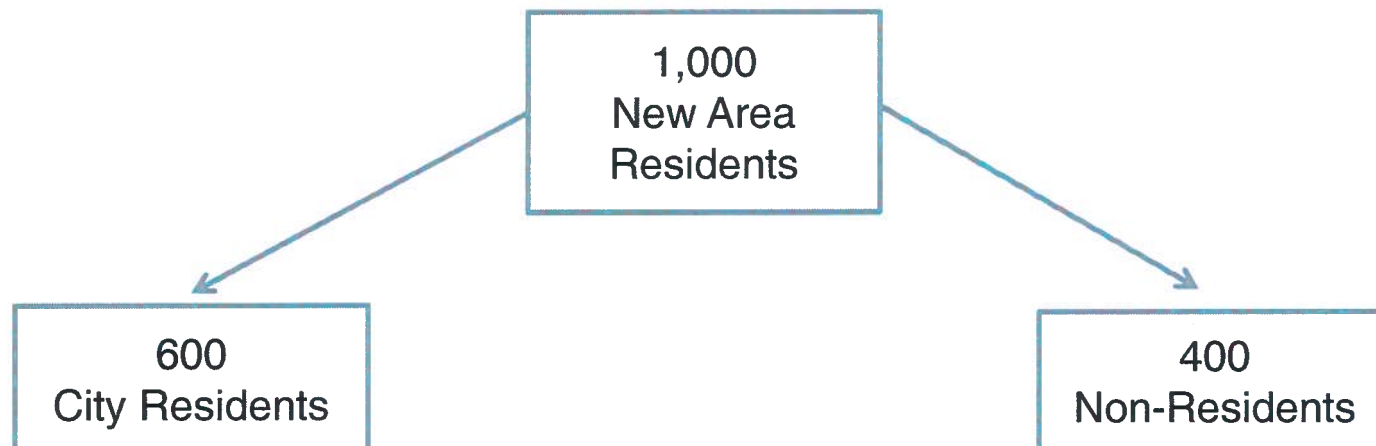 1,000
New Area
Residents
600
City Residents
400
Non-Residents